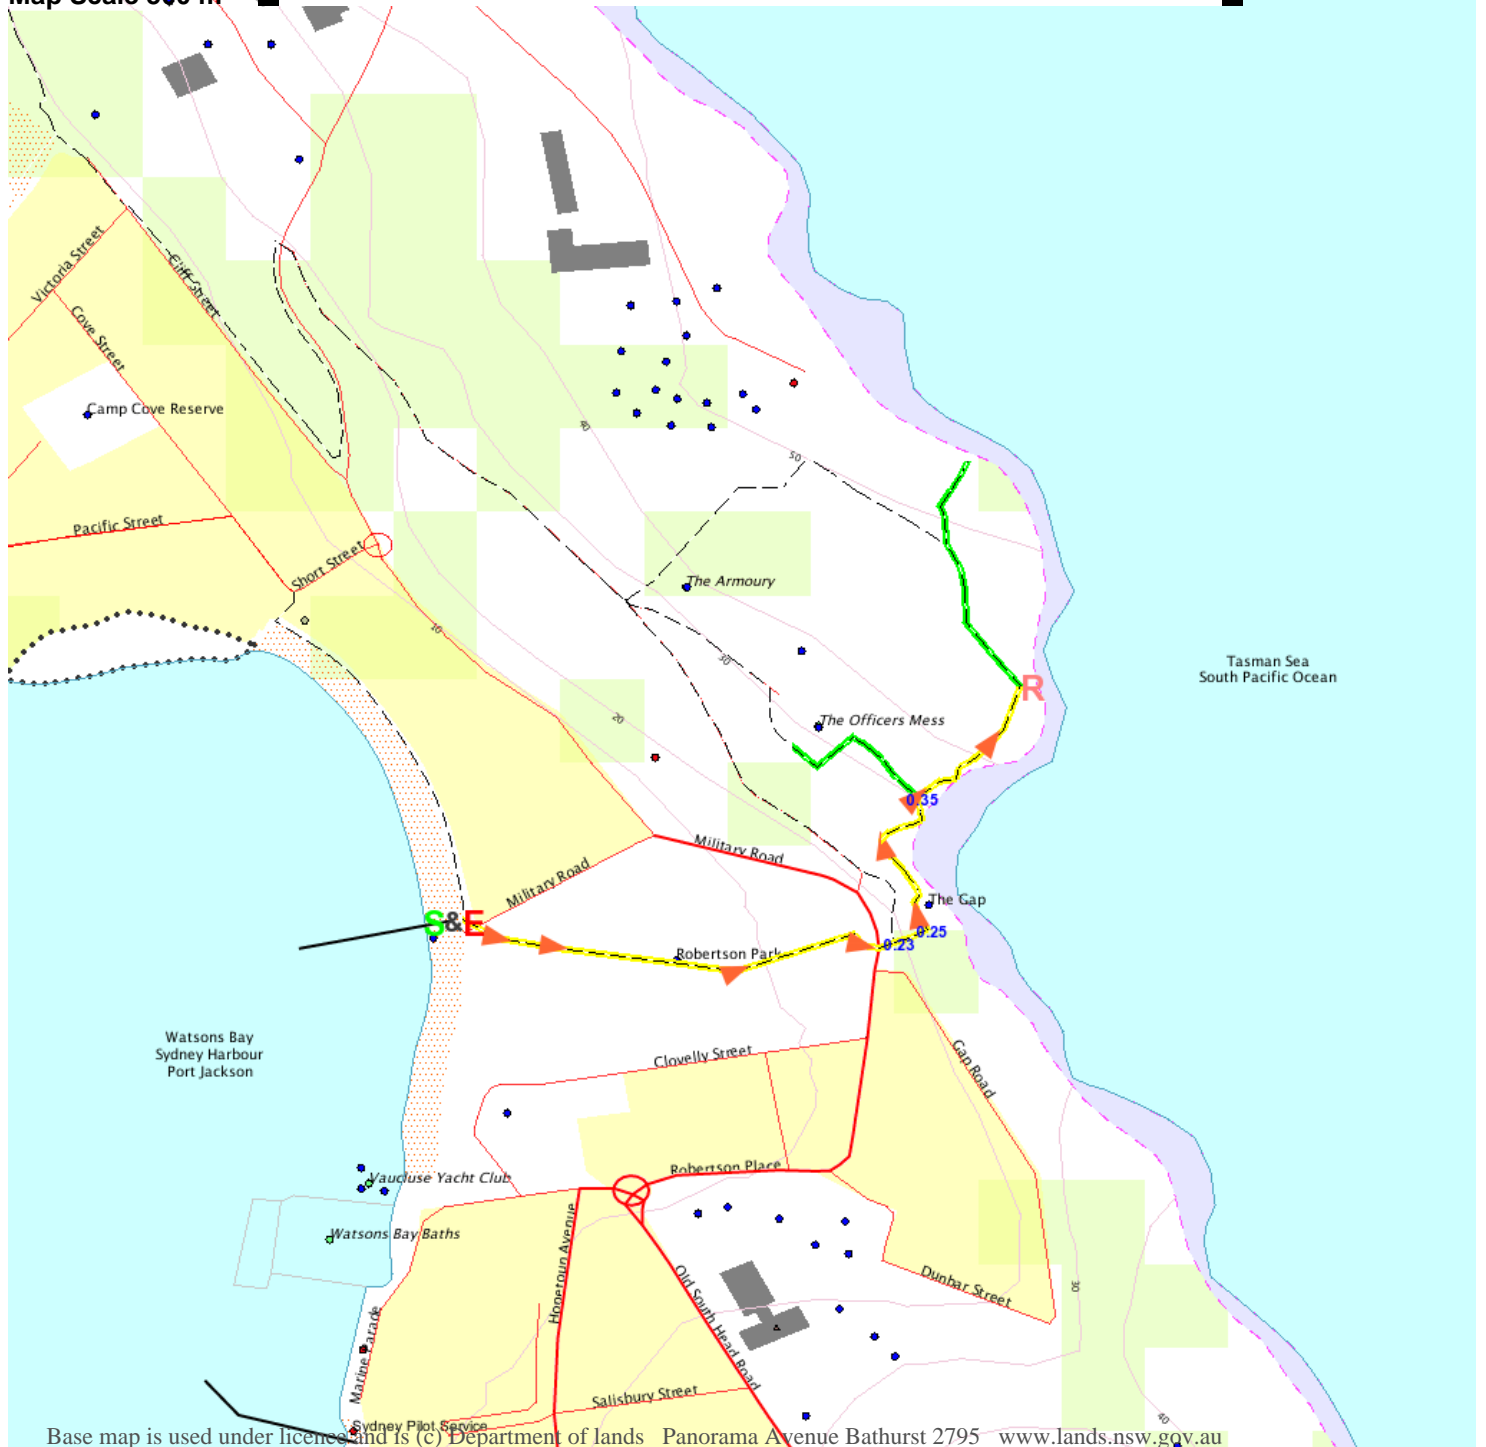 Victoria Street
Cliff Street
Cove Street
Camp Cove Reserve
40
50
Pacific Street
Short Street
The Armoury
10
30
20
R
Tasman Sea
South Pacific Ocean
The Officers Mess
0.35
Military Road
Military Road
The Gap
S&E
0.25
0.23
Robertson Park
Watsons Bay
Sydney Harbour
Port Jackson
Clovelly Street
Gap Road
Robertson Place
Vaucluse Yacht Club
Watsons Bay Baths
Hopetoun Avenue
Old South Head Road
Dunbar Street
30
Marine Parade
Salisbury Street
40
Sydney Pilot Service
Base map is used under licence and is (c) Department of lands Panorama Avenue Bathurst 2795 www.lands.nsw.gov.au